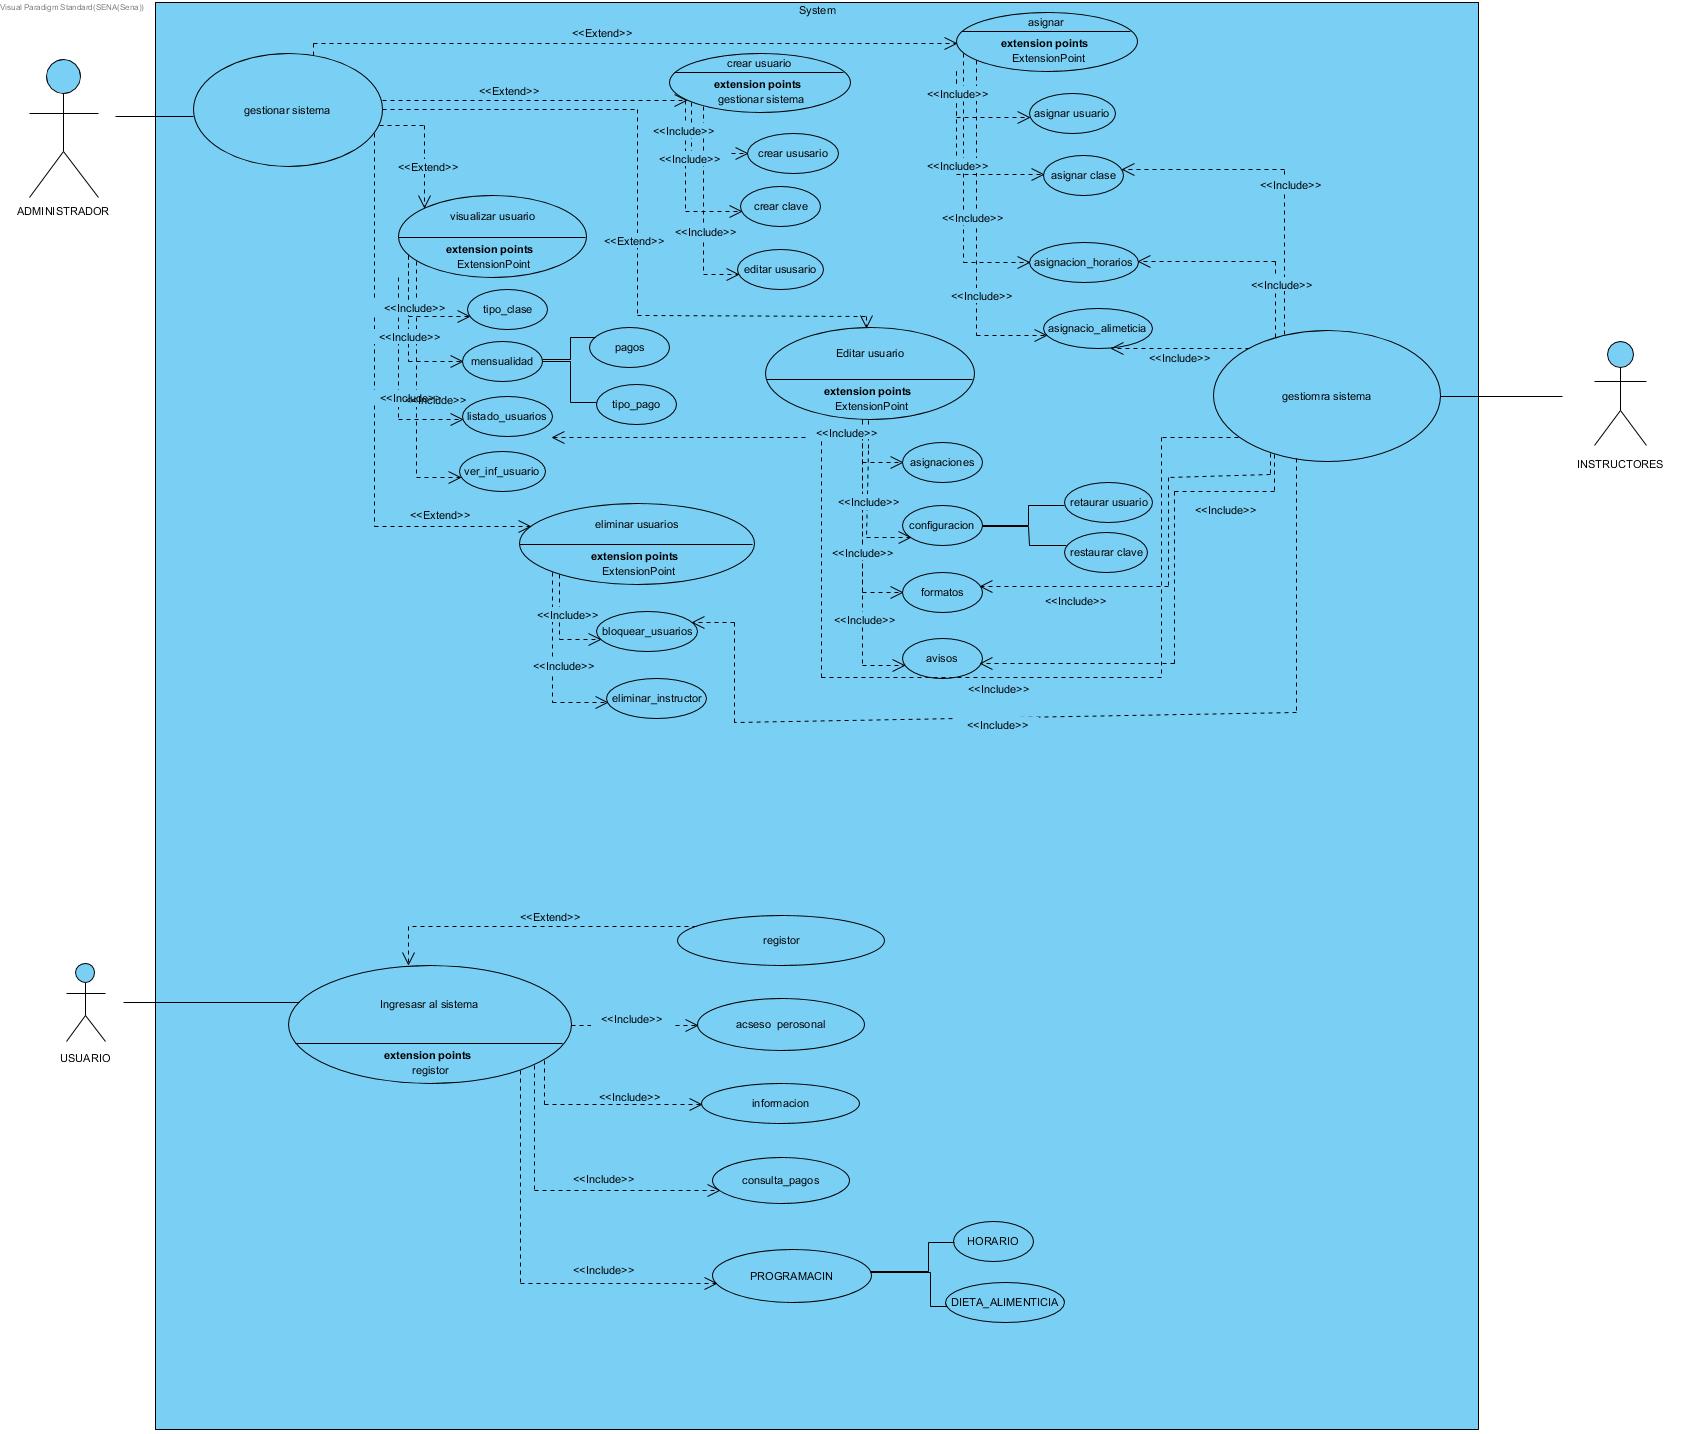 Visual Paradigm Standard(SENA(Sena))
System
asignar
extension points
ExtensionPoint
<<Extend>>
crear usuario
extension points
gestionar sistema
<<Extend>>
gestionar sistema
<<Include>>
asignar usuario
<<Include>>
crear ususario
<<Include>>
<<Extend>>
<<Include>>
asignar clase
<<Include>>
ADMINISTRADOR
visualizar usuario
extension points
ExtensionPoint
crear clave
<<Include>>
<<Include>>
<<Extend>>
editar ususario
asignacion_horarios
<<Include>>
<<Include>>
tipo_clase
<<Include>>
<<Include>>
mensualidad
pagos
tipo_pago
asignacio_alimeticia
<<Include>>
Editar usuario
extension points
ExtensionPoint
gestiomra sistema
INSTRUCTORES
<<Include>>
<<Include>>
listado_usuarios
<<Include>>
asignaciones
ver_inf_usuario
<<Include>>
retaurar usuario
<<Include>>
<<Extend>>
eliminar usuarios
extension points
ExtensionPoint
configuracion
restaurar clave
<<Include>>
formatos
<<Include>>
<<Include>>
bloquear_usuarios
<<Include>>
<<Include>>
avisos
eliminar_instructor
<<Include>>
<<Include>>
<<Extend>>
registor
Ingresasr al sistema
extension points
registor
USUARIO
<<Include>>
acseso perosonal
<<Include>>
informacion
<<Include>>
consulta_pagos
<<Include>>
PROGRAMACIN
HORARIO
DIETA_ALIMENTICIA